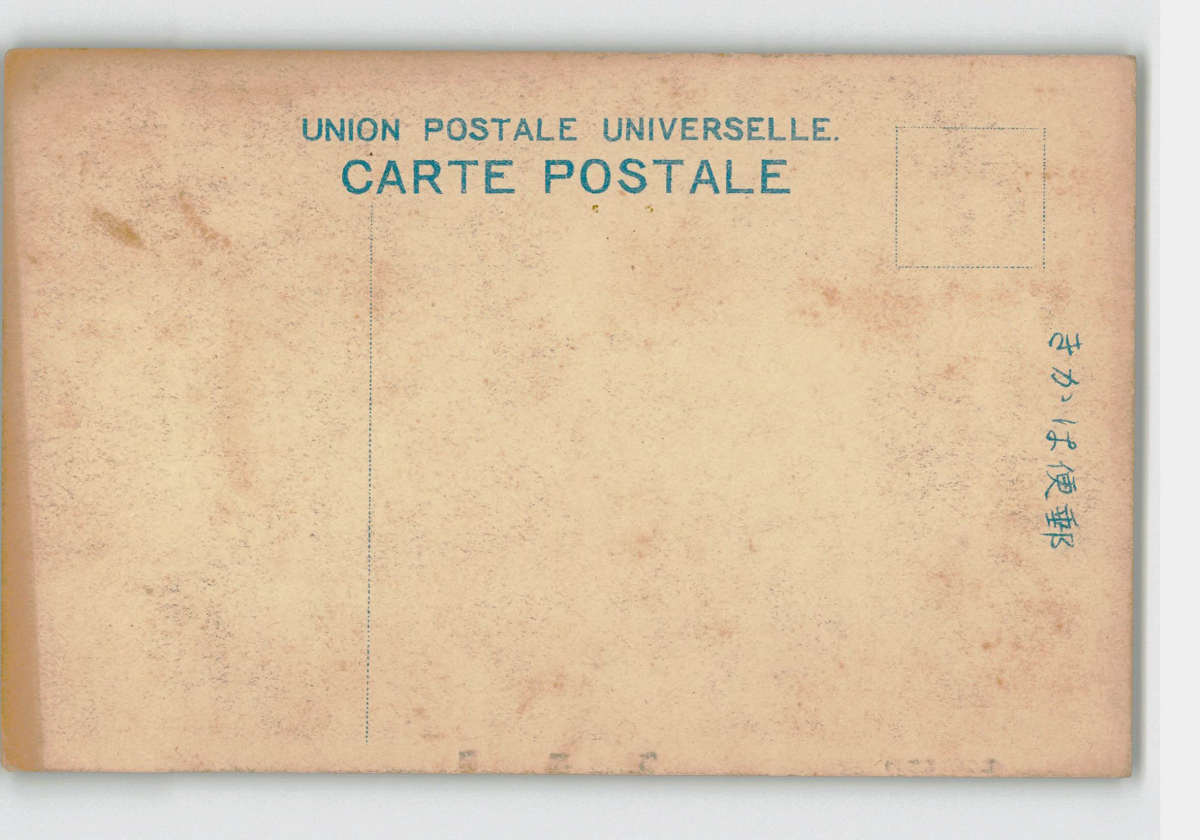 UNION POSTALE UNIVERSELLE.
CARTE POSTALE
きかは便郵